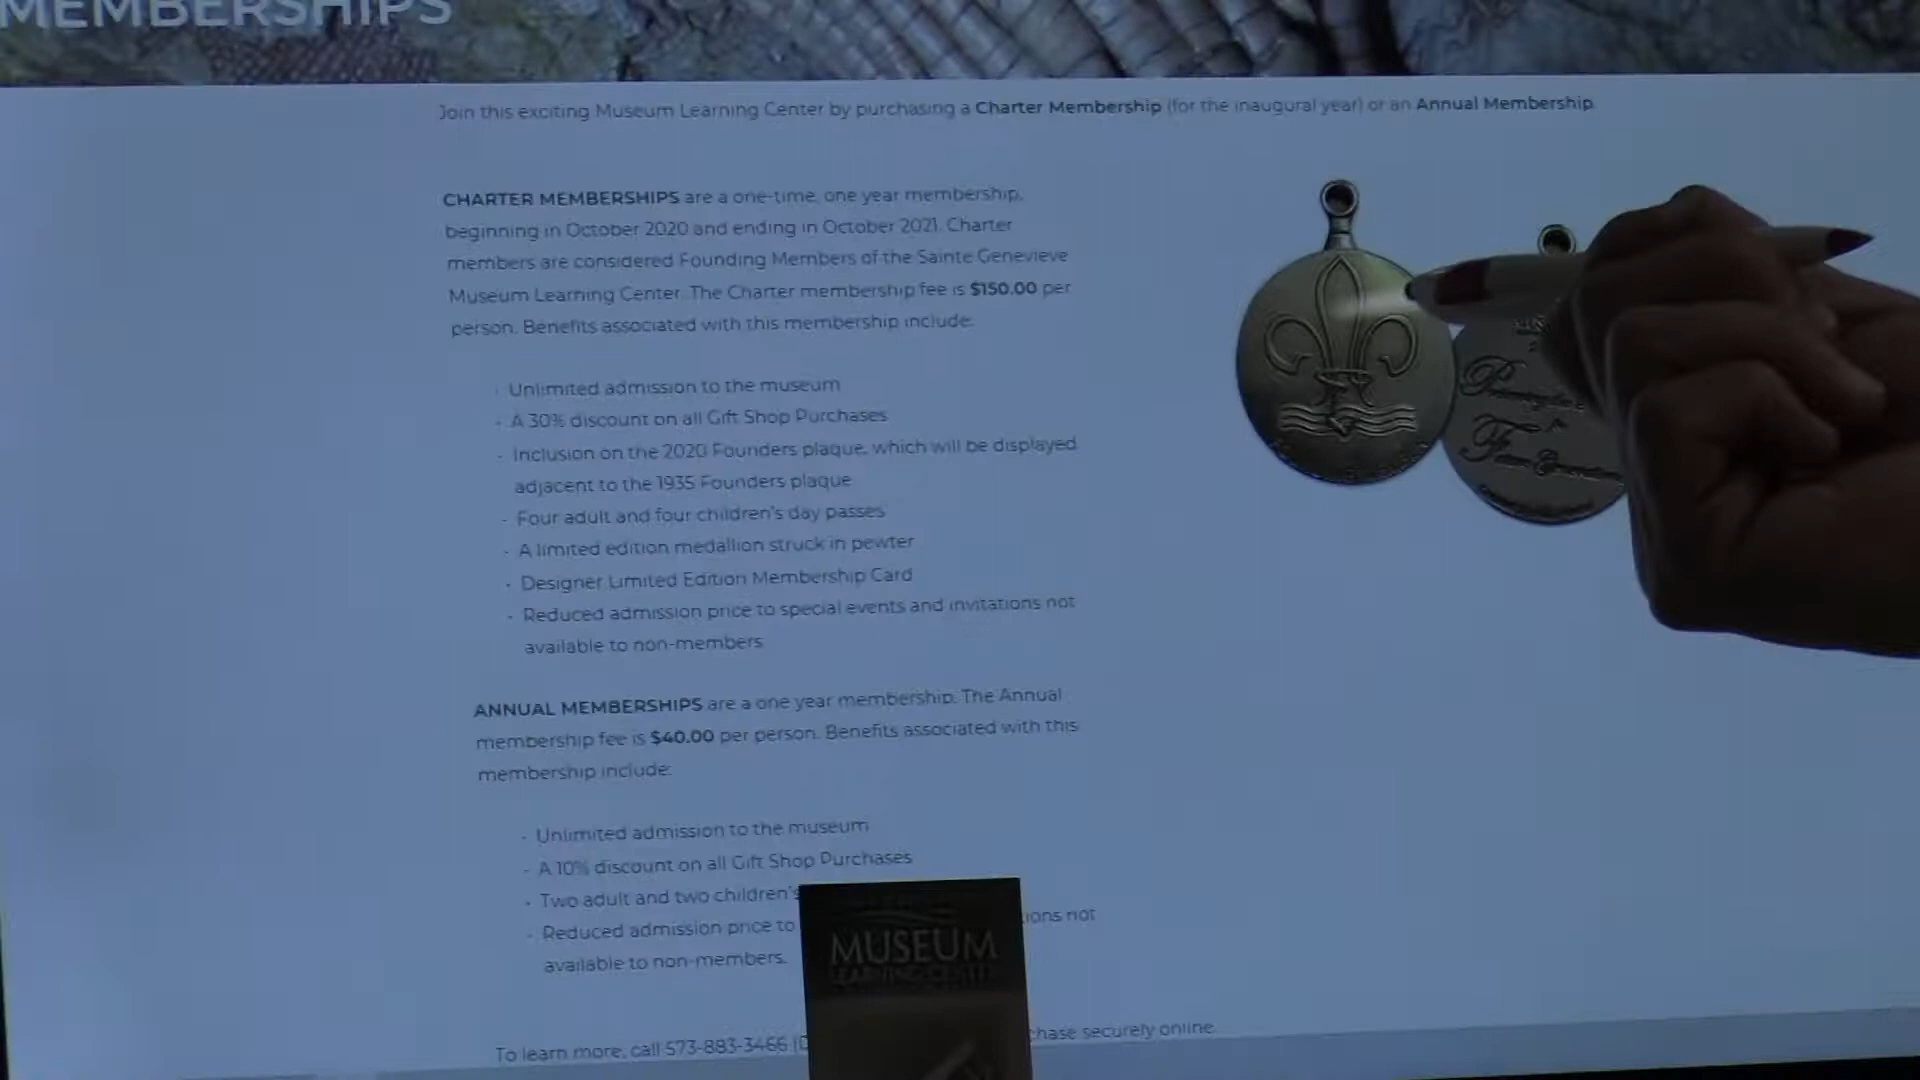 MEMBERSHIPS
Join this exciting Museum Learning Center by purchasing a Charter Membership (for the inaugural year) or an Annual Membership
CHARTER MEMBERSHIPS are a one-time, one year membership,
beginning in October 2020 and ending in October 2021. Charter
members are considered Founding Members of the Sainte Genevieve
Museum Learning Center. The Charter membership fee is $150.00 per
person. Benefits associated with this membership include:
· Unlimited admission to the museum
· A 30% discount on all Gift Shop Purchases
· Inclusion on the 2020 Founders plaque, which will be displayed
adjacent to the 1935 Founders plaque
· Four adult and four children's day passes
· A limited edition medallion struck in pewter
· Designer Limited Edition Membership Card
· Reduced admission price to special events and invitations not
available to non-members
ANNUAL MEMBERSHIPS are a one year membership. The Annual
membership fee is $40.00 per person. Benefits associated with this
membership include:
· Unlimited admission to the museum
· A 10% discount on all Gift Shop Purchases
· Two adult and two children's
· Reduced admission price to ions not
available to non-members.
MUSEUM
LEARNING CENTER
To learn more, call 573-883-3466 chase securely online